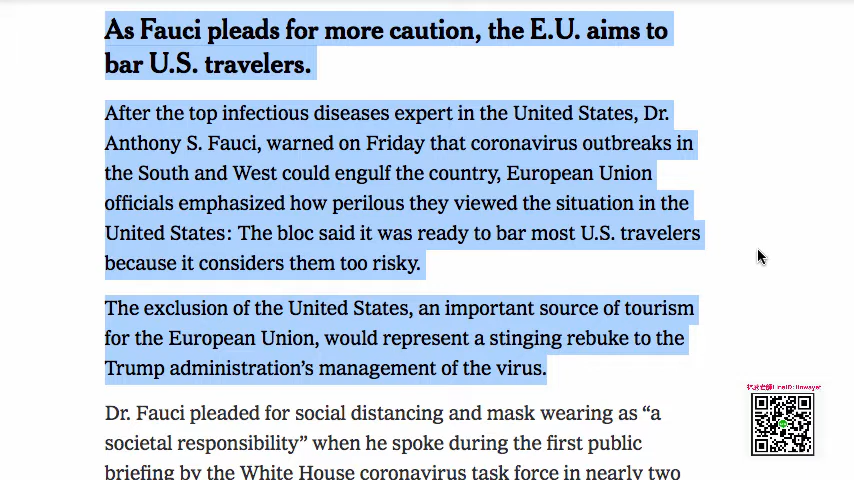 As Fauci pleads for more caution, the E.U. aims to
bar U.S. travelers.
After the top infectious diseases expert in the United States, Dr.
Anthony S. Fauci, warned on Friday that coronavirus outbreaks in
the South and West could engulf the country, European Union
officials emphasized how perilous they viewed the situation in the
United States: The bloc said it was ready to bar most U.S. travelers
because it considers them too risky.
The exclusion of the United States, an important source of tourism
for the European Union, would represent a stinging rebuke to the
Trump administration’s management of the virus.
Dr. Fauci pleaded for social distancing and mask wearing as “a
societal responsibility” when he spoke during the first public
briefing by the White House coronavirus task force in nearly two